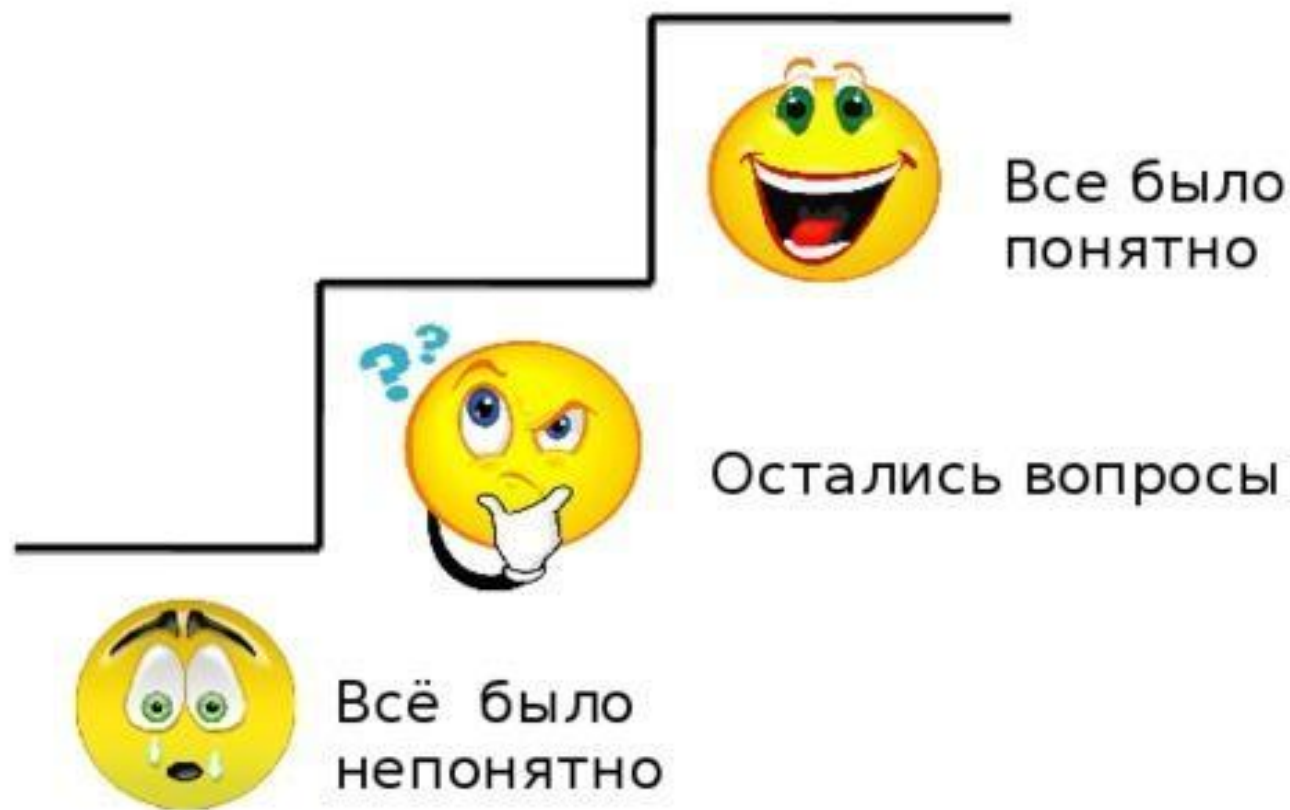 Все было
понятно
??
Остались вопросы
Всё было
непонятно